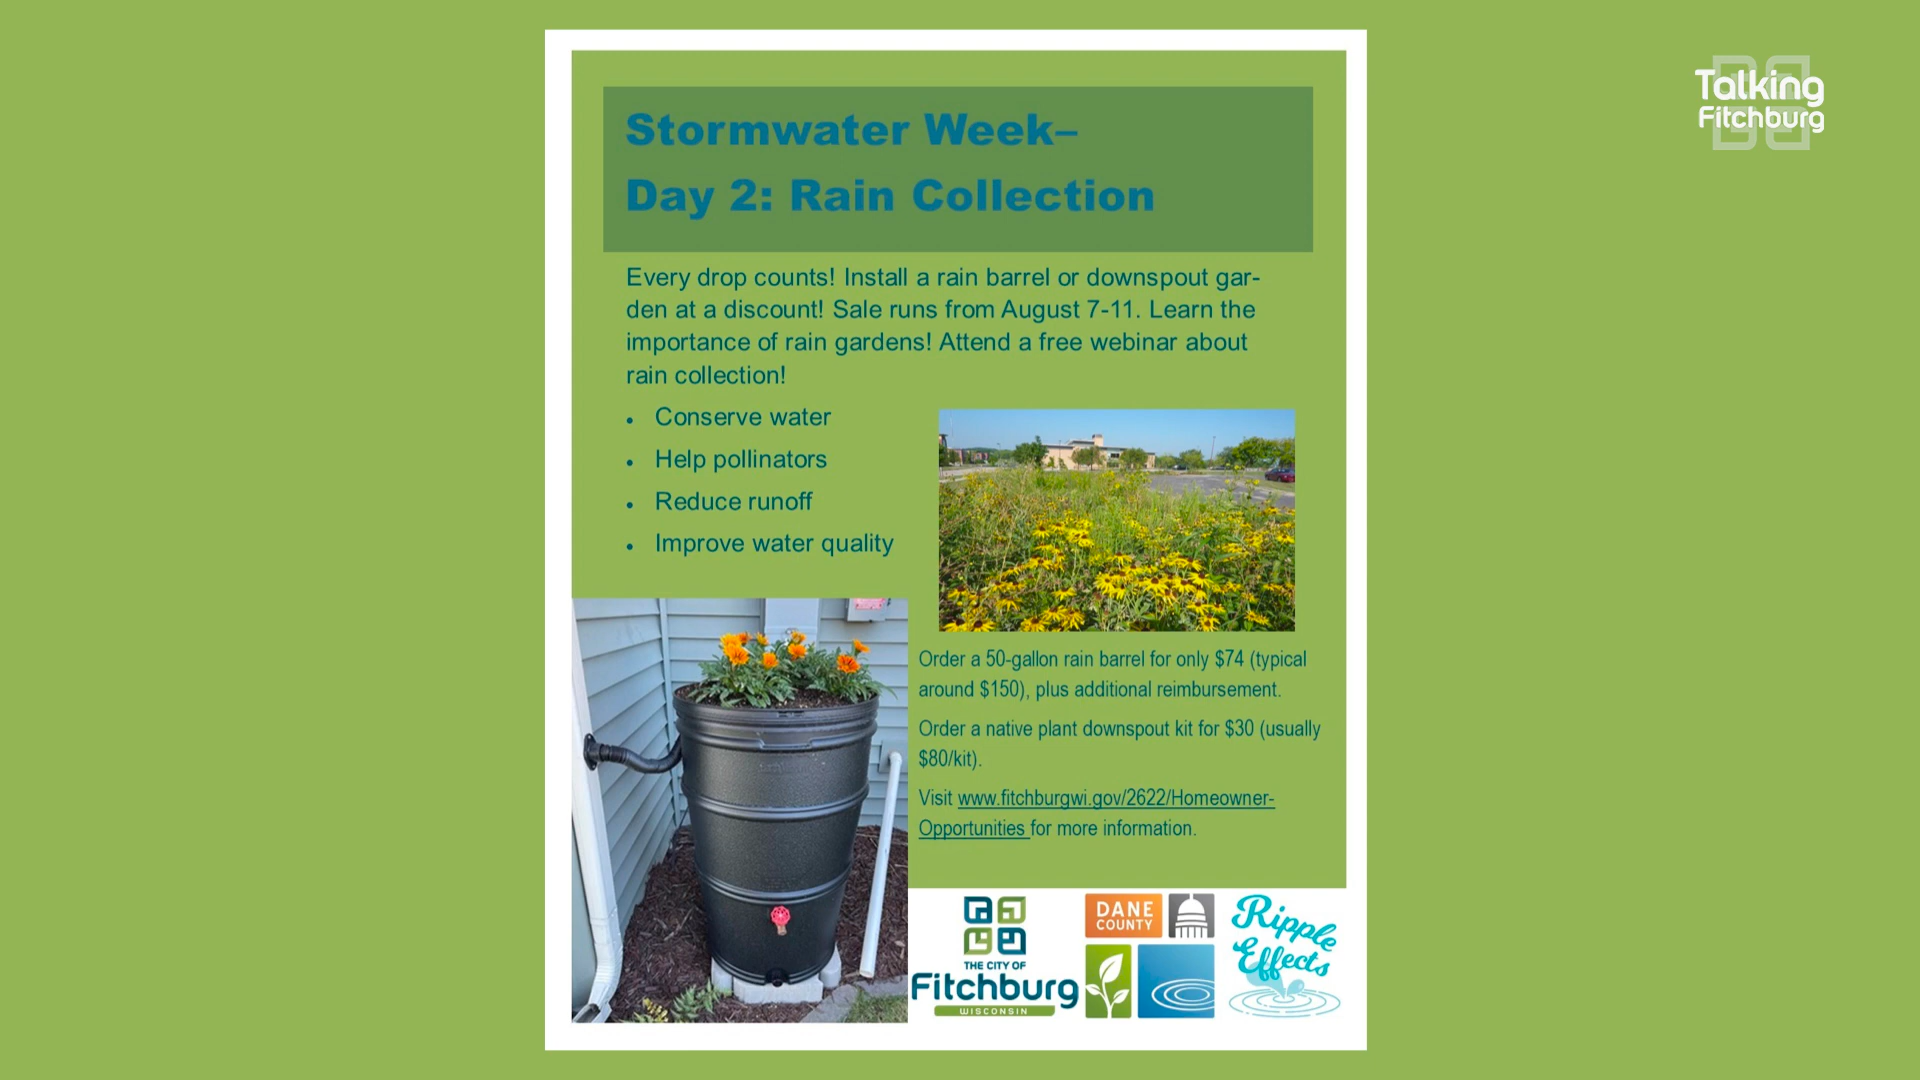 Talking
Fitchburg
Stormwater Week–
Day 2: Rain Collection
Every drop counts! Install a rain barrel or downspout gar-
den at a discount! Sale runs from August 7-11. Learn the
importance of rain gardens! Attend a free webinar about
rain collection!
• Conserve water
• Help pollinators
• Reduce runoff
• Improve water quality
Order a 50-gallon rain barrel for only $74 (typical
around $150), plus additional reimbursement.
Order a native plant downspout kit for $30 (usually
$80/kit).
Visit www.fitchburgwi.gov/2622/Homeowner-
Opportunities for more information.
THE CITY OF
Fitchburg
WISCONSIN
DANE
COUNTY
Ripple
Effects